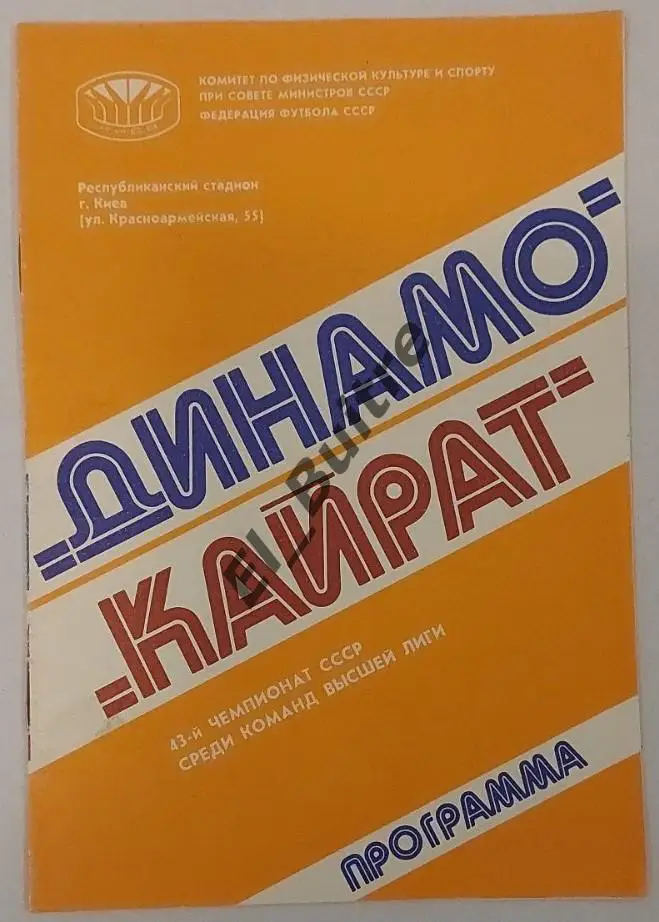 КОМИТЕТ ПО ФИЗИЧЕСКОЙ КУЛЬТУРЕ И СПОРТУ
ПРИ СОВЕТЕ МИНИСТРОВ СССР
ФЕДЕРАЦИЯ ФУТБОЛА СССР
Республиканский стадион
г. Киев
(ул. Красноармейская, 55)
"ДИНАМО"
"КАЙРАТ"
El_Buitre
43-й ЧЕМПИОНАТ СССР
СРЕДИ КОМАНД ВЫСШЕЙ ЛИГИ
ПРОГРАММА